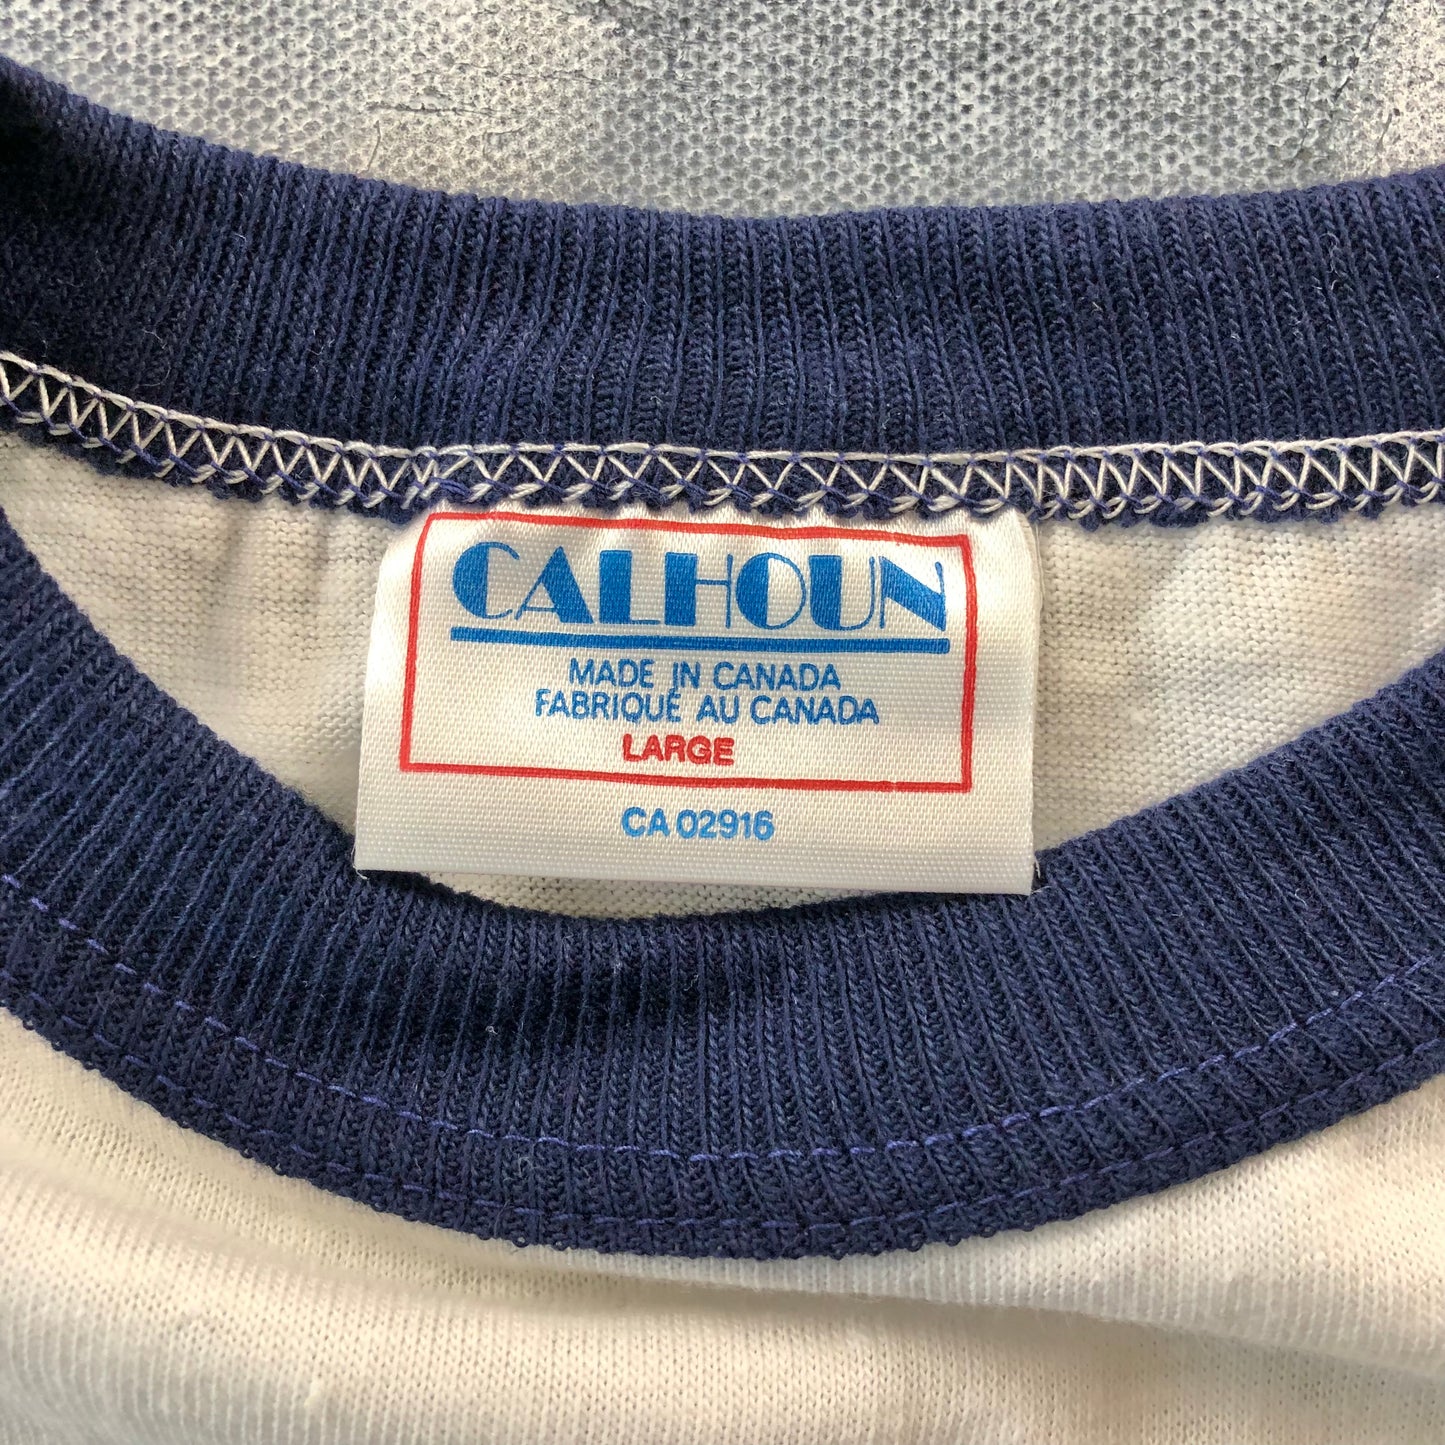 CALHOUN
MADE IN CANADA
FABRIQUÉ AU CANADA
LARGE
CA 02916